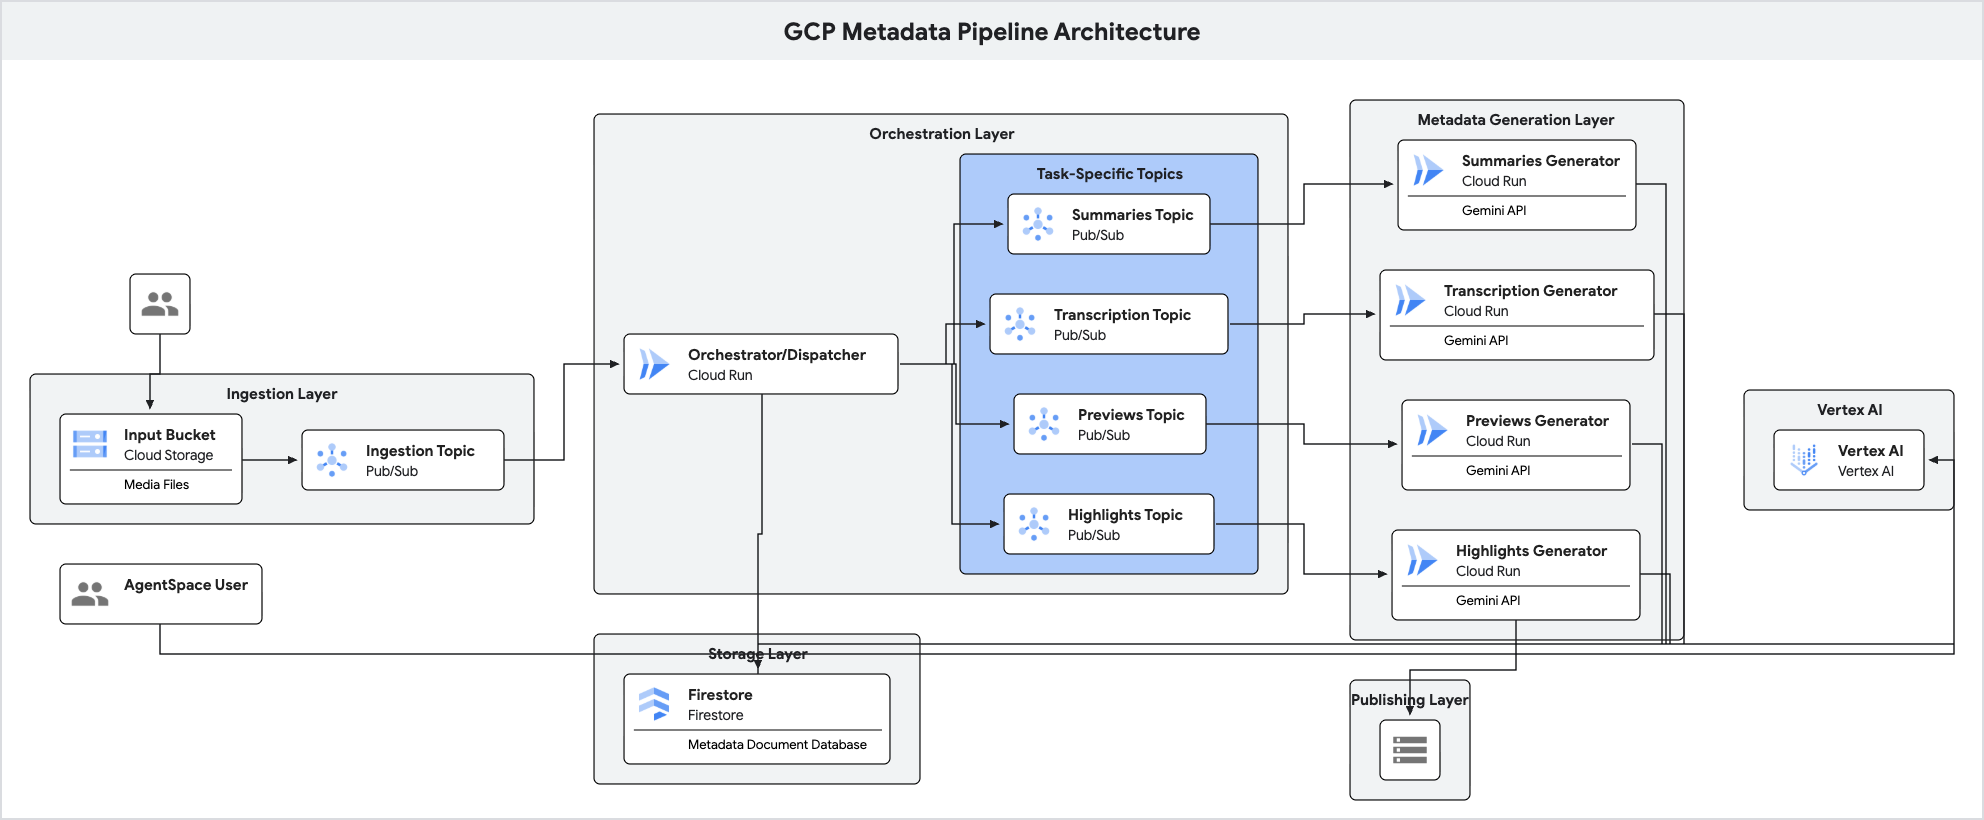 GCP Metadata Pipeline Architecture
Ingestion Layer
Input Bucket
Cloud Storage
Media Files
Ingestion Topic
Pub/Sub
AgentSpace User
Orchestration Layer
Orchestrator/Dispatcher
Cloud Run
Task-Specific Topics
Summaries Topic
Pub/Sub
Transcription Topic
Pub/Sub
Previews Topic
Pub/Sub
Highlights Topic
Pub/Sub
Storage Layer
Firestore
Firestore
Metadata Document Database
Metadata Generation Layer
Summaries Generator
Cloud Run
Gemini API
Transcription Generator
Cloud Run
Gemini API
Previews Generator
Cloud Run
Gemini API
Highlights Generator
Cloud Run
Gemini API
Publishing Layer
Vertex AI
Vertex AI
Vertex AI